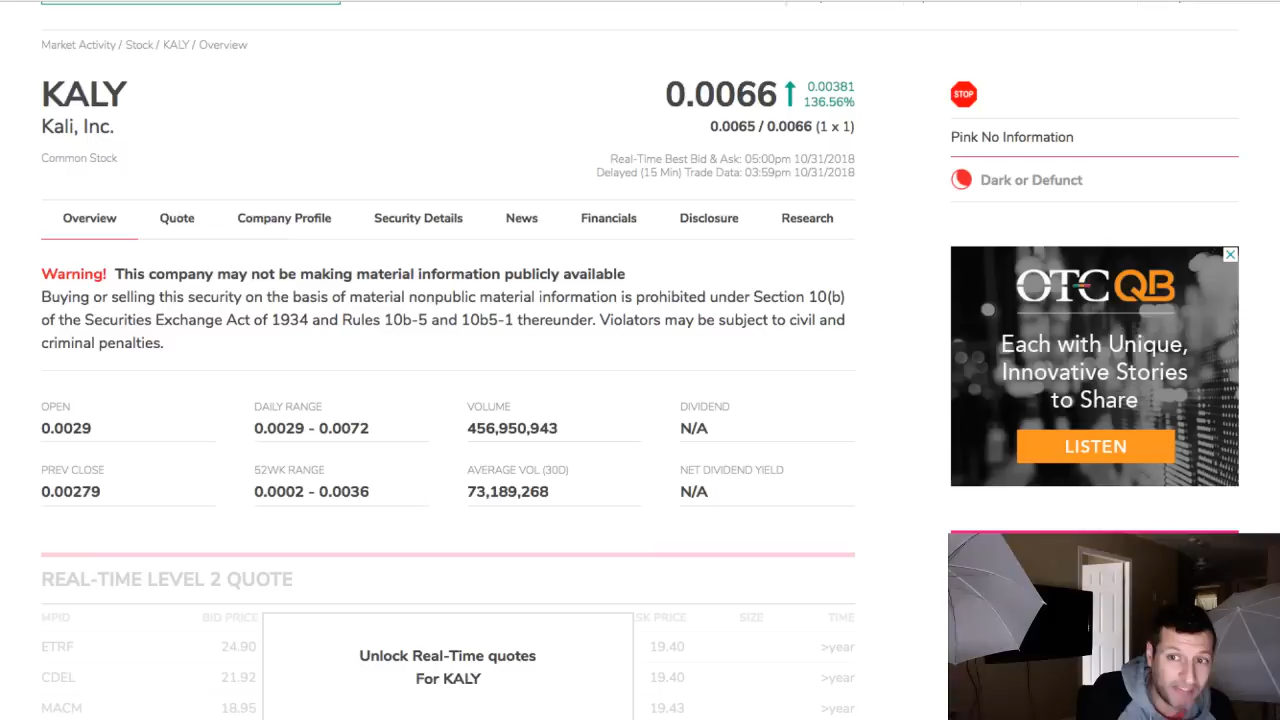 Market Activity / Stock / KALY / Overview
KALY
Kali, Inc.
Common Stock
0.0066
0.00381
136.56%
0.0065 / 0.0066 (1 x 1)
Real-Time Best Bid & Ask: 05:00pm 10/31/2018
Delayed (15 Min) Trade Data: 03:59pm 10/31/2018
STOP
Pink No Information
Dark or Defunct
Overview Quote Company Profile Security Details News Financials Disclosure Research
Warning! This company may not be making material information publicly available
Buying or selling this security on the basis of material nonpublic material information is prohibited under Section 10(b)
of the Securities Exchange Act of 1934 and Rules 10b-5 and 10b5-1 thereunder. Violators may be subject to civil and
criminal penalties.
OPEN DAILY RANGE VOLUME DIVIDEND
0.0029 0.0029 - 0.0072 456,950,943 N/A
PREV CLOSE 52WK RANGE AVERAGE VOL (30D) NET DIVIDEND YIELD
0.00279 0.0002 - 0.0036 73,189,268 N/A
OTCQB
Each with Unique,
Innovative Stories
to Share
LISTEN
REAL-TIME LEVEL 2 QUOTE
MPID BID PRICE SK PRICE SIZE TIME
ETRF 24.90 19.40 >year
CDEL 21.92 19.40 >year
MACM 18.95 19.43 >year
Unlock Real-Time quotes
For KALY